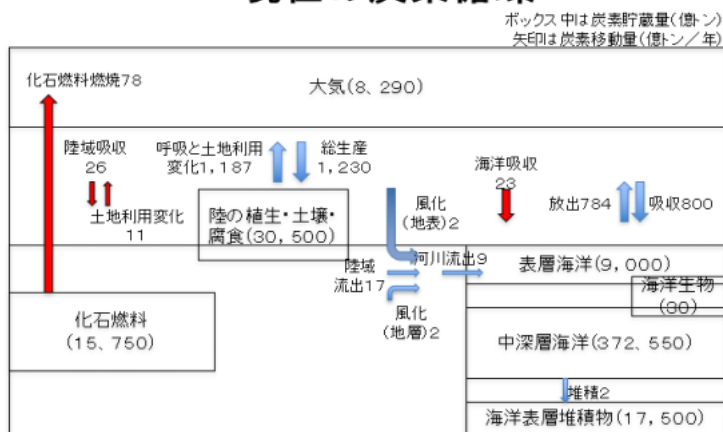 ボックス中は炭素貯蔵量(億トン)
矢印は炭素移動量(億トン/年)
化石燃料燃焼78
大気(8、290)
陸域吸収
26
呼吸と土地利用
変化1,187
総生産
1,230
海洋吸収
23
放出784
吸収800
土地利用変化
11
陸の植生・土壌・
腐食(30,500)
風化
(地表)2
陸域
流出17
河川流出9
風化
(地層)2
表層海洋(9,000)
海洋生物
(30)
化石燃料
(15、750)
中深層海洋(372、550)
堆積2
海洋表層堆積物(17,500)